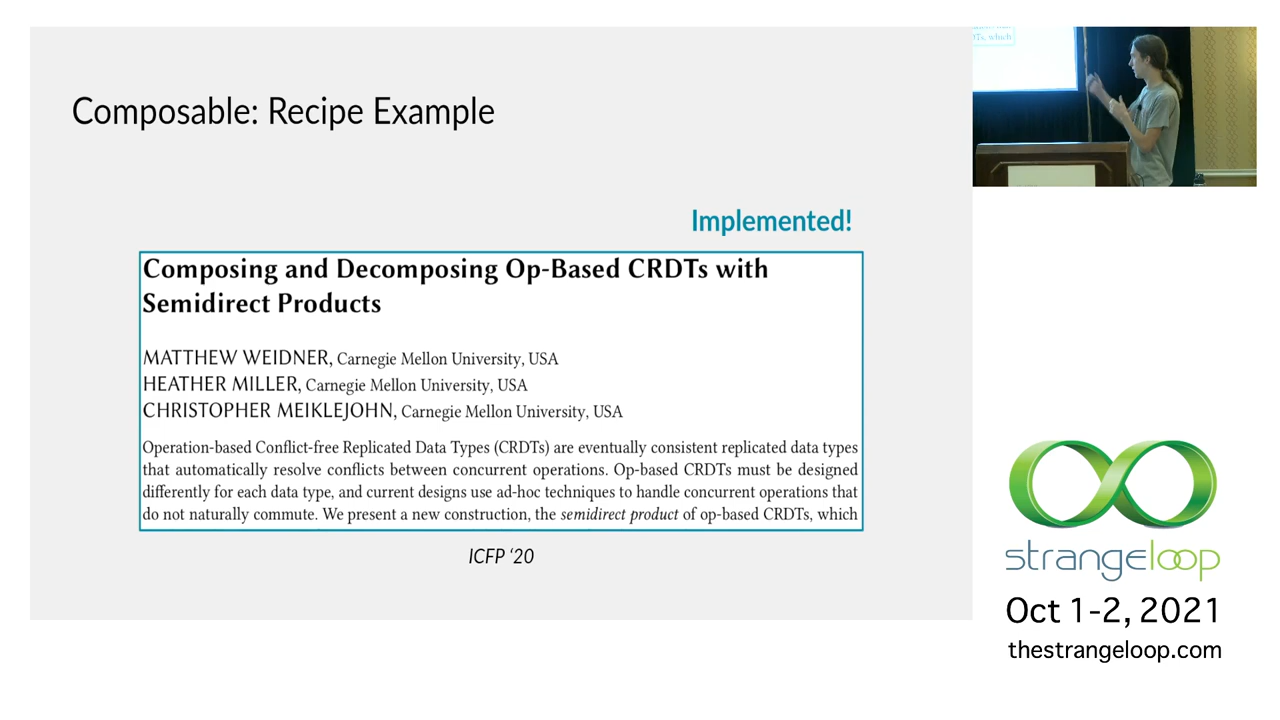 Composable: Recipe Example
Implemented!
Composing and Decomposing Op-Based CRDTs with
Semidirect Products
MATTHEW WEIDNER, Carnegie Mellon University, USA
HEATHER MILLER, Carnegie Mellon University, USA
CHRISTOPHER MEIKLEJOHN, Carnegie Mellon University, USA
Operation-based Conflict-free Replicated Data Types (CRDTs) are eventually consistent replicated data types
that automatically resolve conflicts between concurrent operations. Op-based CRDTs must be designed
differently for each data type, and current designs use ad-hoc techniques to handle concurrent operations that
do not naturally commute. We present a new construction, the semidirect product of op-based CRDTs, which
ICFP ‘20
which
strangeloop
Oct 1-2, 2021
thestrangeloop.com